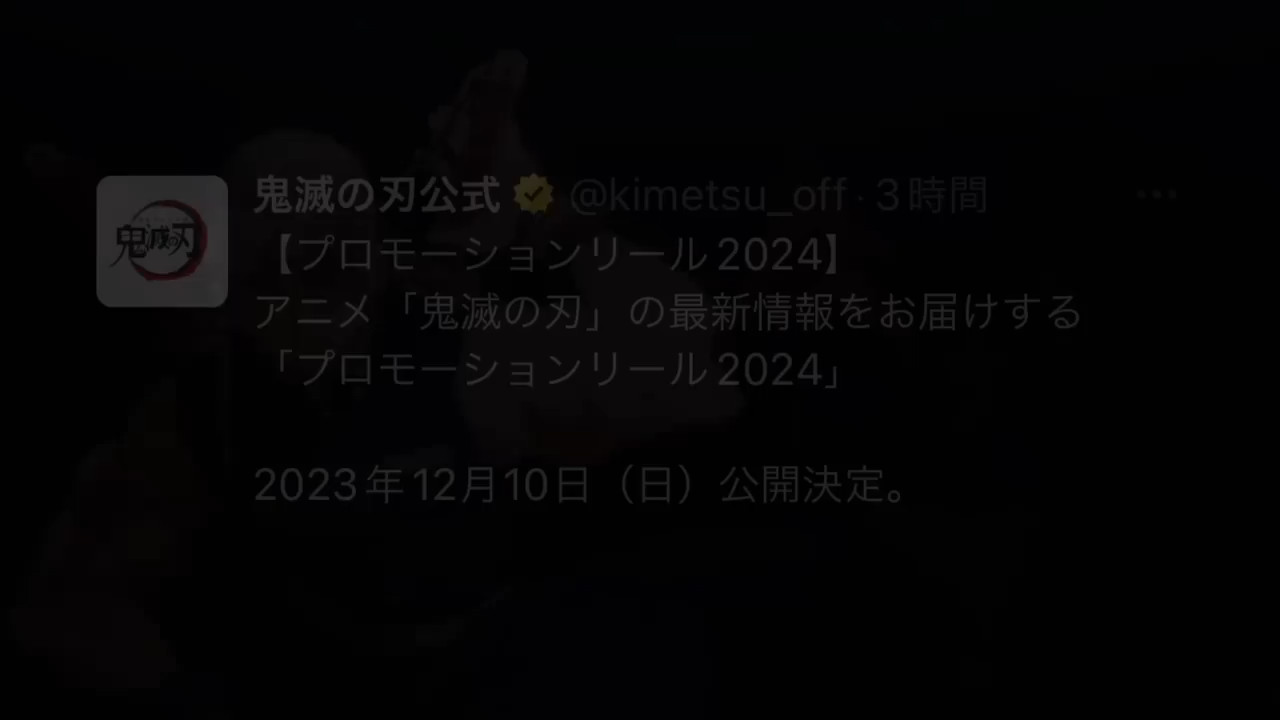 鬼滅の刃公式 @kimetsu_off·3時間
【プロモーションリール2024】
アニメ「鬼滅の刃」の最新情報をお届けする
「プロモーションリール2024」
2023年12月10日（日）公開決定。
鬼滅の刃